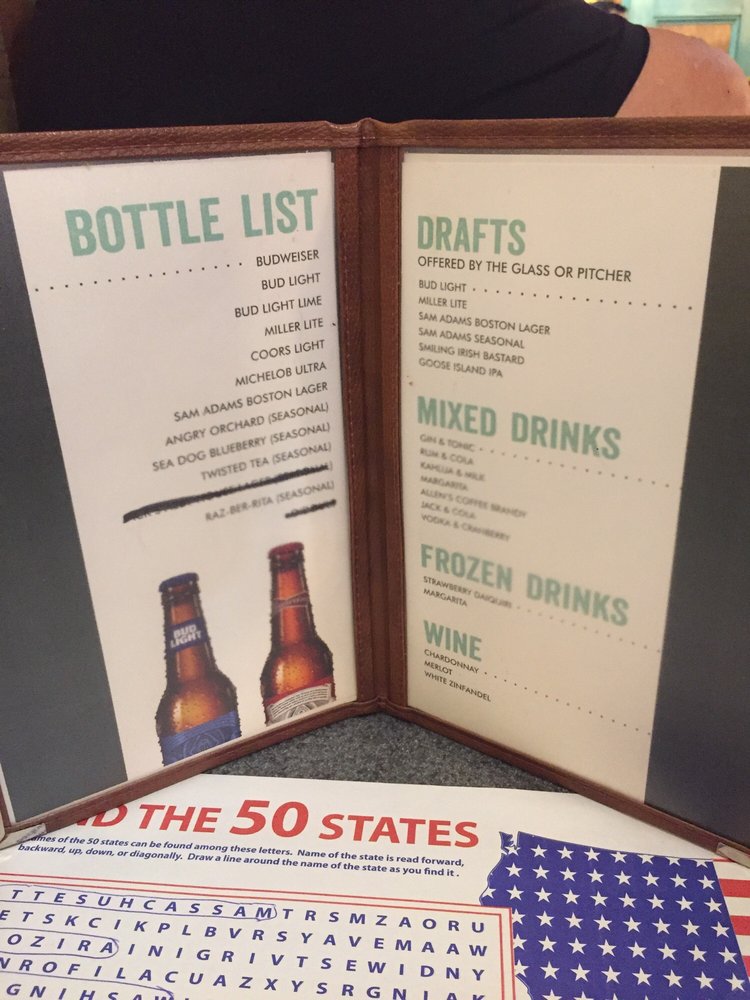 BOTTLE LIST
BUDWEISER
BUD LIGHT
BUD LIGHT LIME
MILLER LITE
COORS LIGHT
MICHELOB ULTRA
SAM ADAMS BOSTON LAGER
ANGRY ORCHARD (SEASONAL)
SEA DOG BLUEBERRY (SEASONAL)
TWISTED TEA (SEASONAL)
RAZ-BER-RITA (SEASONAL)
BUD
LIGHT
DRAFTS
OFFERED BY THE GLASS OR PITCHER
BUD LIGHT
MILLER LITE
SAM ADAMS BOSTON LAGER
SAM ADAMS SEASONAL
SMILING IRISH BASTARD
GOOSE ISLAND IPA
MIXED DRINKS
GIN & TONIC
RUM & COLA
KAHLUA & MILK
MARGARITA
ALLEN'S COFFEE BRANDY
JACK & COLA
VODKA & CRANBERRY
FROZEN DRINKS
STRAWBERRY DAIQUIRI
MARGARITA
WINE
CHARDONNAY
MERLOT
WHITE ZINFANDEL
THE 50 STATES
of the 50 states can be found among these letters. Name of the state is read forward,
backward, up, down, or diagonally. Draw a line around the name of the state as you find it.
TTESUHCASSAMTRSMZAORU
ETSKCIKPLBVRSYAVEMAAW
OZIRAINIGRIVTSEWIDNY
NROFILACUAZXYSRGNIAK
GNIHSAW